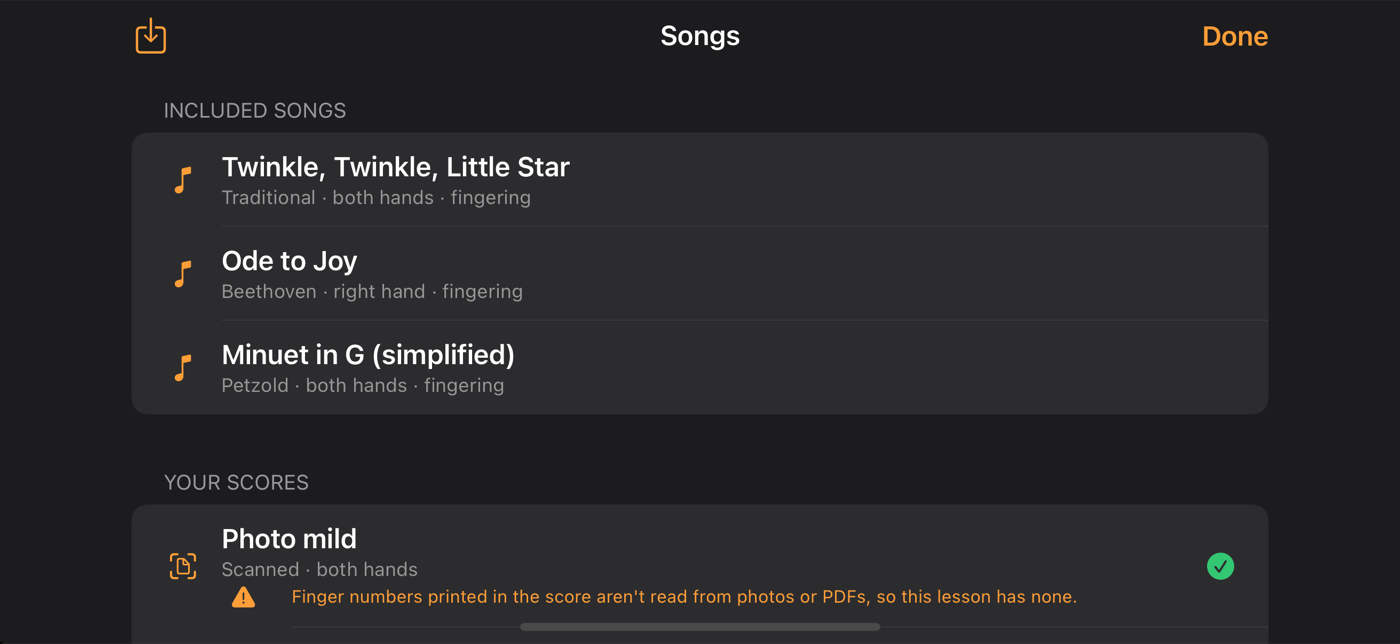 Songs
Done
INCLUDED SONGS
Twinkle, Twinkle, Little Star
Traditional · both hands · fingering
Ode to Joy
Beethoven · right hand · fingering
Minuet in G (simplified)
Petzold · both hands · fingering
YOUR SCORES
Photo mild
Scanned · both hands
Finger numbers printed in the score aren't read from photos or PDFs, so this lesson has none.